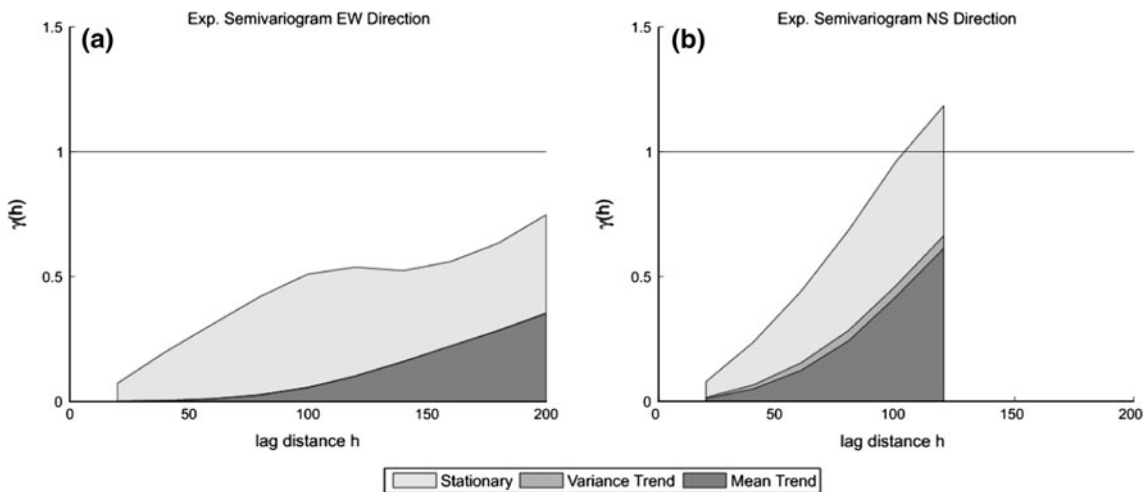 Exp. Semivariogram EW Direction
(a)
1.5
1
0.5
0
γ(h)
0 50 100 150 200
lag distance h
Exp. Semivariogram NS Direction
(b)
1.5
1
0.5
0
γ(h)
0 50 100 150 200
lag distance h
Stationary Variance Trend Mean Trend